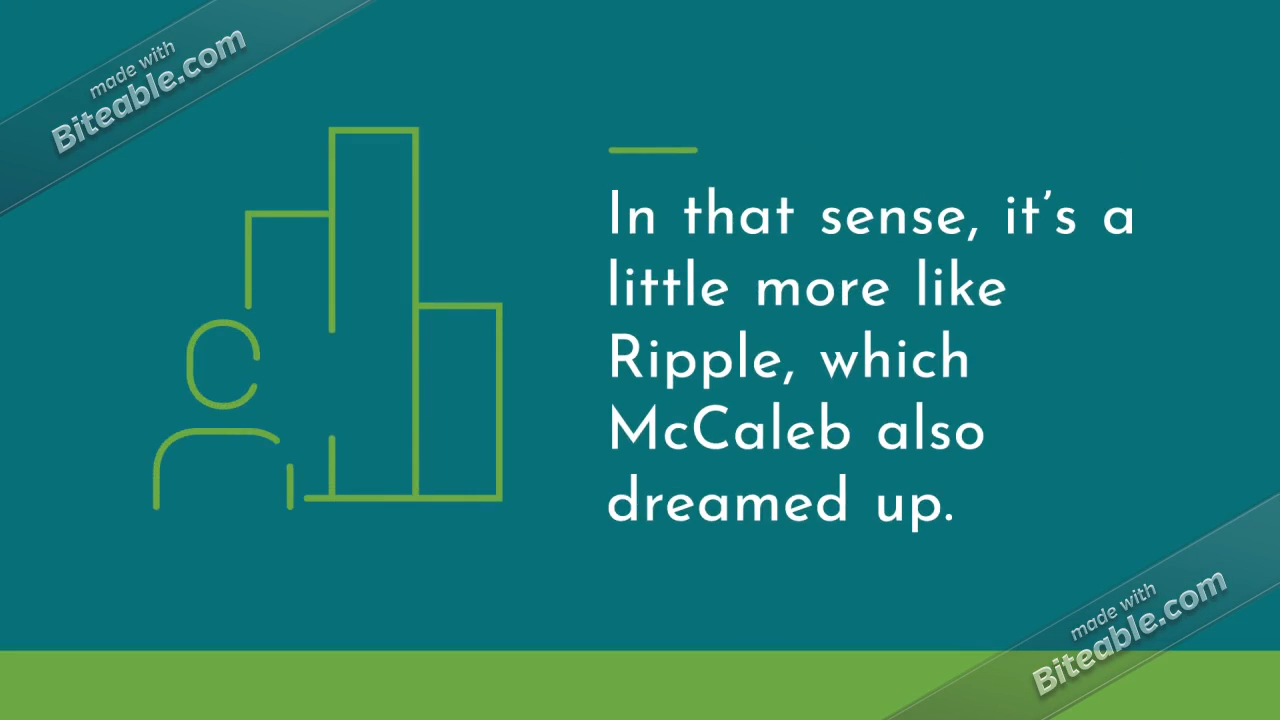 made with
Biteable.com
In that sense, it's a
little more like
Ripple, which
McCaleb also
dreamed up.
made with
Biteable.com